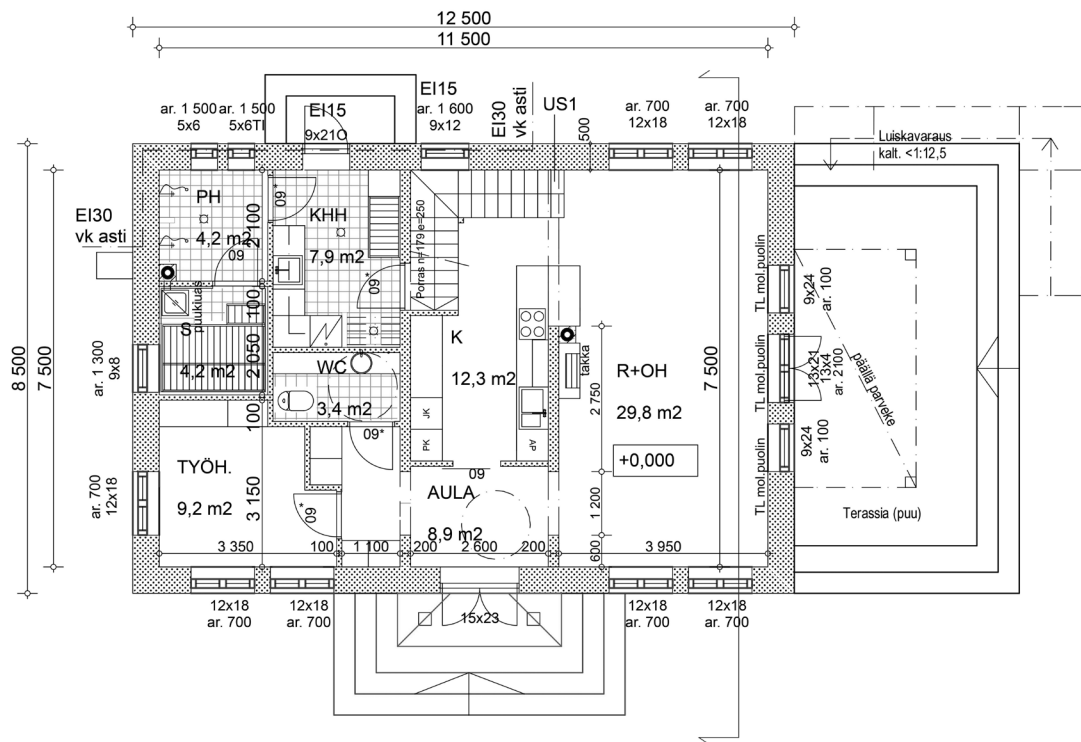 12 500
11 500
EI15
ar. 1 500
5x6
ar. 1 500
5x6TI
EI15
9x21O
ar. 1 600
9x12
EI30
vk asti
US1
500
ar. 700
12x18
ar. 700
12x18
Luiskavaraus
kalt. <1:12,5
EI30
vk asti
8 500
7 500
PH
4,2 m2
09
2 100
09
KHH
7,9 m2
09*
Porras n=179 e=250
puukiuas
100
S
4,2 m2
2 050
ar. 1 300
9x8
WC
3,4 m2
100
K
12,3 m2
takka
2 750
R+OH
29,8 m2
7 500
+0,000
TL mol.puolin
9x24
ar. 100
TL mol.puolin
13x21
13x4
ar. 2100
päällä parveke
TL mol.puolin
9x24
ar. 100
Terassia (puu)
JK
PK
AP
09*
09
TYÖH.
9,2 m2
3 150
ar. 700
12x18
09*
AULA
8,9 m2
1 200
600
3 350
100
1 100
200
2 600
200
3 950
12x18
ar. 700
12x18
ar. 700
15x23
12x18
ar. 700
12x18
ar. 700